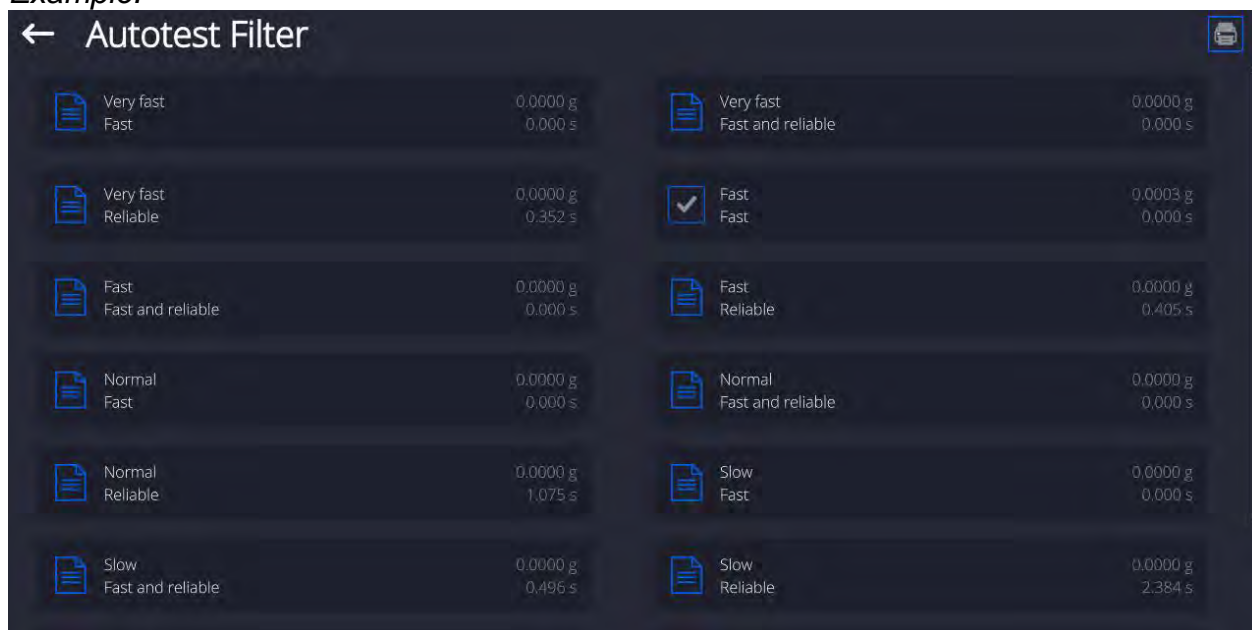 Example:
← Autotest Filter
Very fast 0.0000 g
Fast 0.000 s
Very fast 0.0000 g
Fast and reliable 0.000 s
Very fast 0.0000 g
Reliable 0.352 s
Fast 0.0003 g
Fast 0.000 s
Fast 0.0000 g
Fast and reliable 0.000 s
Fast 0.0000 g
Reliable 0.405 s
Normal 0.0000 g
Fast 0.000 s
Normal 0.0000 g
Fast and reliable 0.000 s
Normal 0.0000 g
Reliable 1.075 s
Slow 0.0000 g
Fast 0.000 s
Slow 0.0000 g
Fast and reliable 0.496 s
Slow 0.0000 g
Reliable 2.384 s